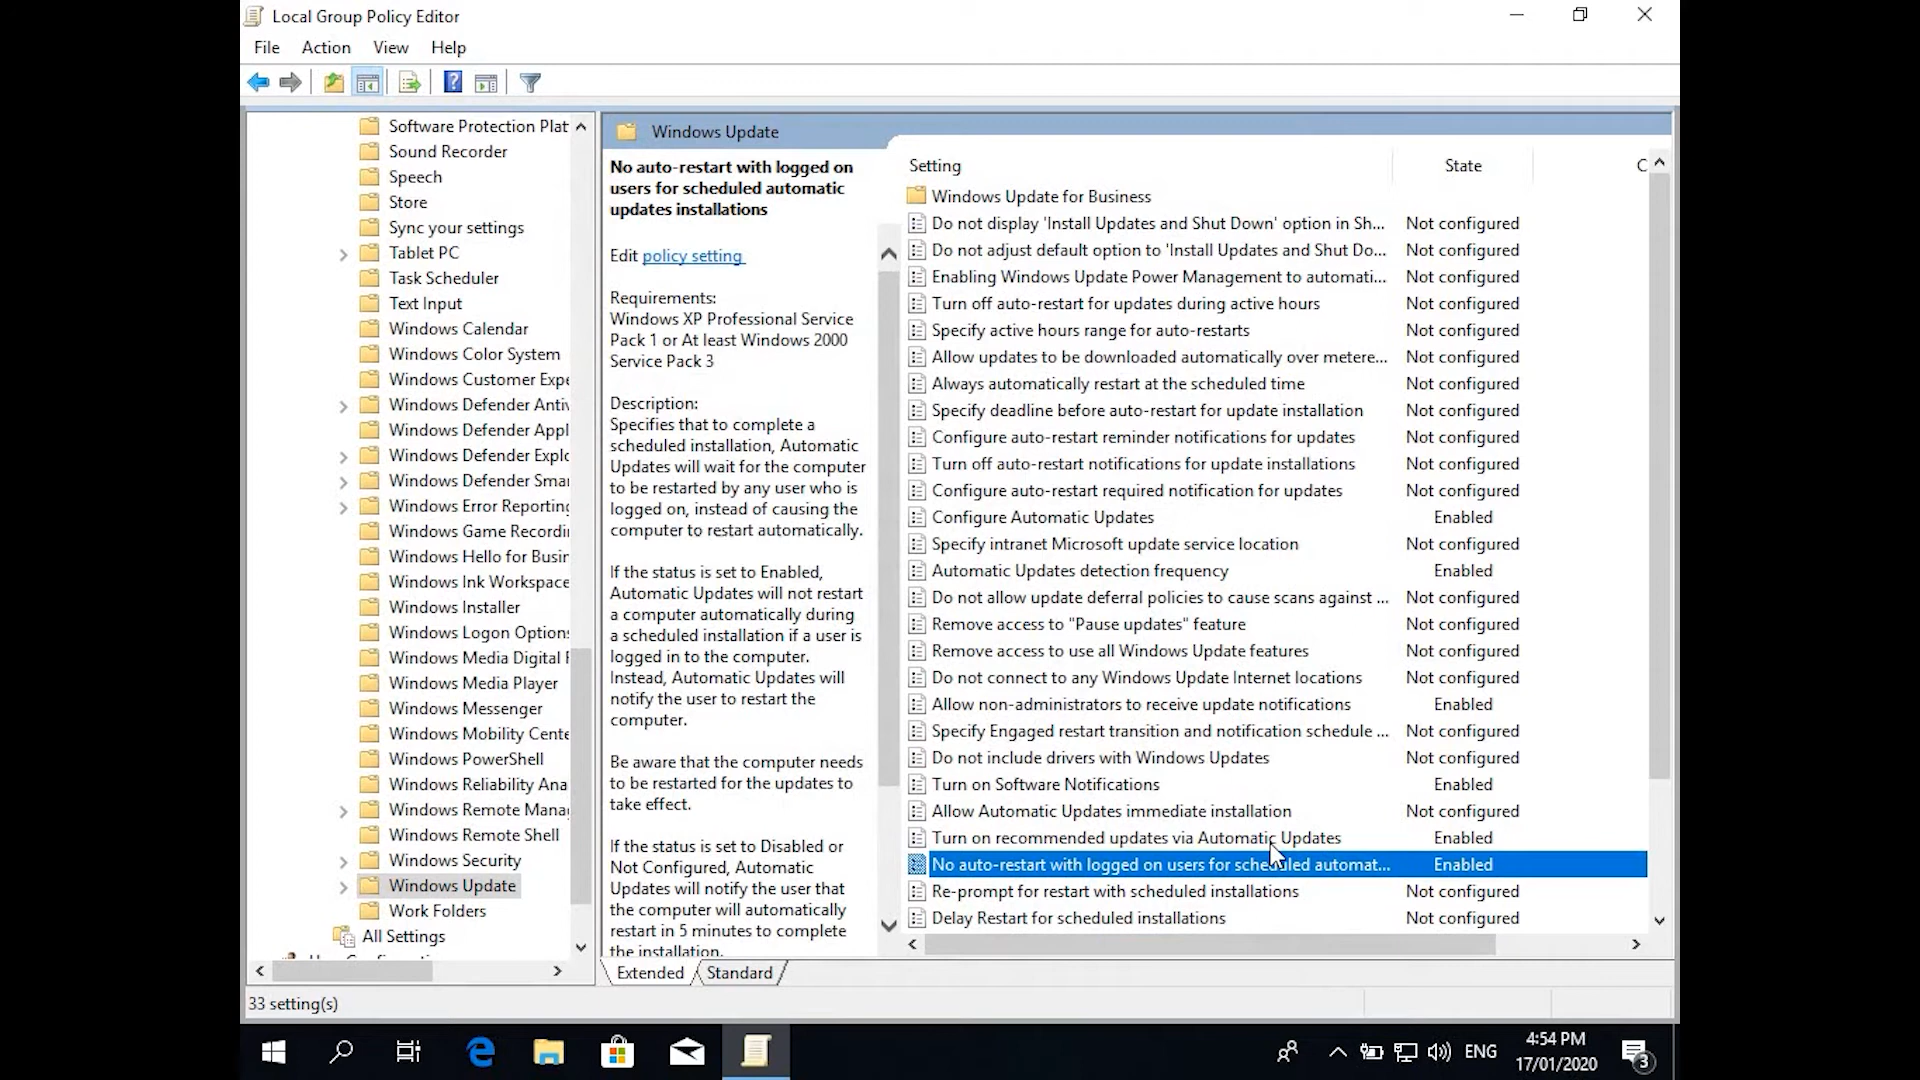 Local Group Policy Editor
File Action View Help
Software Protection Plat
Sound Recorder
Speech
Store
Sync your settings
Tablet PC
Task Scheduler
Text Input
Windows Calendar
Windows Color System
Windows Customer Expe
Windows Defender Antiv
Windows Defender Appl
Windows Defender Explo
Windows Defender Smar
Windows Error Reporting
Windows Game Recordi
Windows Hello for Busin
Windows Ink Workspace
Windows Installer
Windows Logon Options
Windows Media Digital R
Windows Media Player
Windows Messenger
Windows Mobility Cente
Windows PowerShell
Windows Reliability Ana
Windows Remote Manag
Windows Remote Shell
Windows Security
Windows Update
Work Folders
All Settings
Windows Update
No auto-restart with logged on
users for scheduled automatic
updates installations
Edit policy setting
Requirements:
Windows XP Professional Service
Pack 1 or At least Windows 2000
Service Pack 3
Description:
Specifies that to complete a
scheduled installation, Automatic
Updates will wait for the computer
to be restarted by any user who is
logged on, instead of causing the
computer to restart automatically.
If the status is set to Enabled,
Automatic Updates will not restart
a computer automatically during
a scheduled installation if a user is
logged in to the computer.
Instead, Automatic Updates will
notify the user to restart the
computer.
Be aware that the computer needs
to be restarted for the updates to
take effect.
If the status is set to Disabled or
Not Configured, Automatic
Updates will notify the user that
the computer will automatically
restart in 5 minutes to complete
the installation.
Setting State C
Windows Update for Business
Do not display 'Install Updates and Shut Down' option in Sh... Not configured
Do not adjust default option to 'Install Updates and Shut Do... Not configured
Enabling Windows Update Power Management to automati... Not configured
Turn off auto-restart for updates during active hours Not configured
Specify active hours range for auto-restarts Not configured
Allow updates to be downloaded automatically over metere... Not configured
Always automatically restart at the scheduled time Not configured
Specify deadline before auto-restart for update installation Not configured
Configure auto-restart reminder notifications for updates Not configured
Turn off auto-restart notifications for update installations Not configured
Configure auto-restart required notification for updates Not configured
Configure Automatic Updates Enabled
Specify intranet Microsoft update service location Not configured
Automatic Updates detection frequency Enabled
Do not allow update deferral policies to cause scans against ... Not configured
Remove access to "Pause updates" feature Not configured
Remove access to use all Windows Update features Not configured
Do not connect to any Windows Update Internet locations Not configured
Allow non-administrators to receive update notifications Enabled
Specify Engaged restart transition and notification schedule ... Not configured
Do not include drivers with Windows Updates Not configured
Turn on Software Notifications Enabled
Allow Automatic Updates immediate installation Not configured
Turn on recommended updates via Automatic Updates Enabled
No auto-restart with logged on users for scheduled automat... Enabled
Re-prompt for restart with scheduled installations Not configured
Delay Restart for scheduled installations Not configured
Extended Standard
33 setting(s)
ENG
4:54 PM
17/01/2020
3